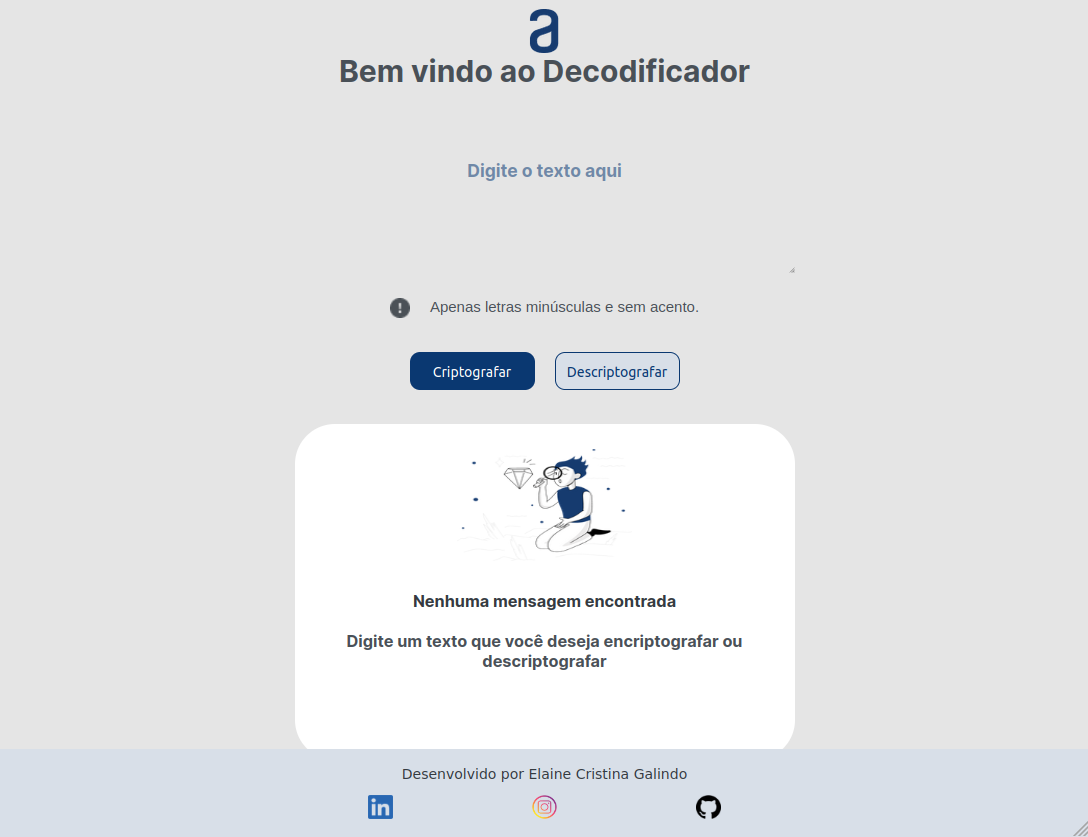 a
Bem vindo ao Decodificador
Digite o texto aqui
Apenas letras minúsculas e sem acento.
Criptografar
Descriptografar
Nenhuma mensagem encontrada
Digite um texto que você deseja encriptografar ou
descriptografar
Desenvolvido por Elaine Cristina Galindo
in